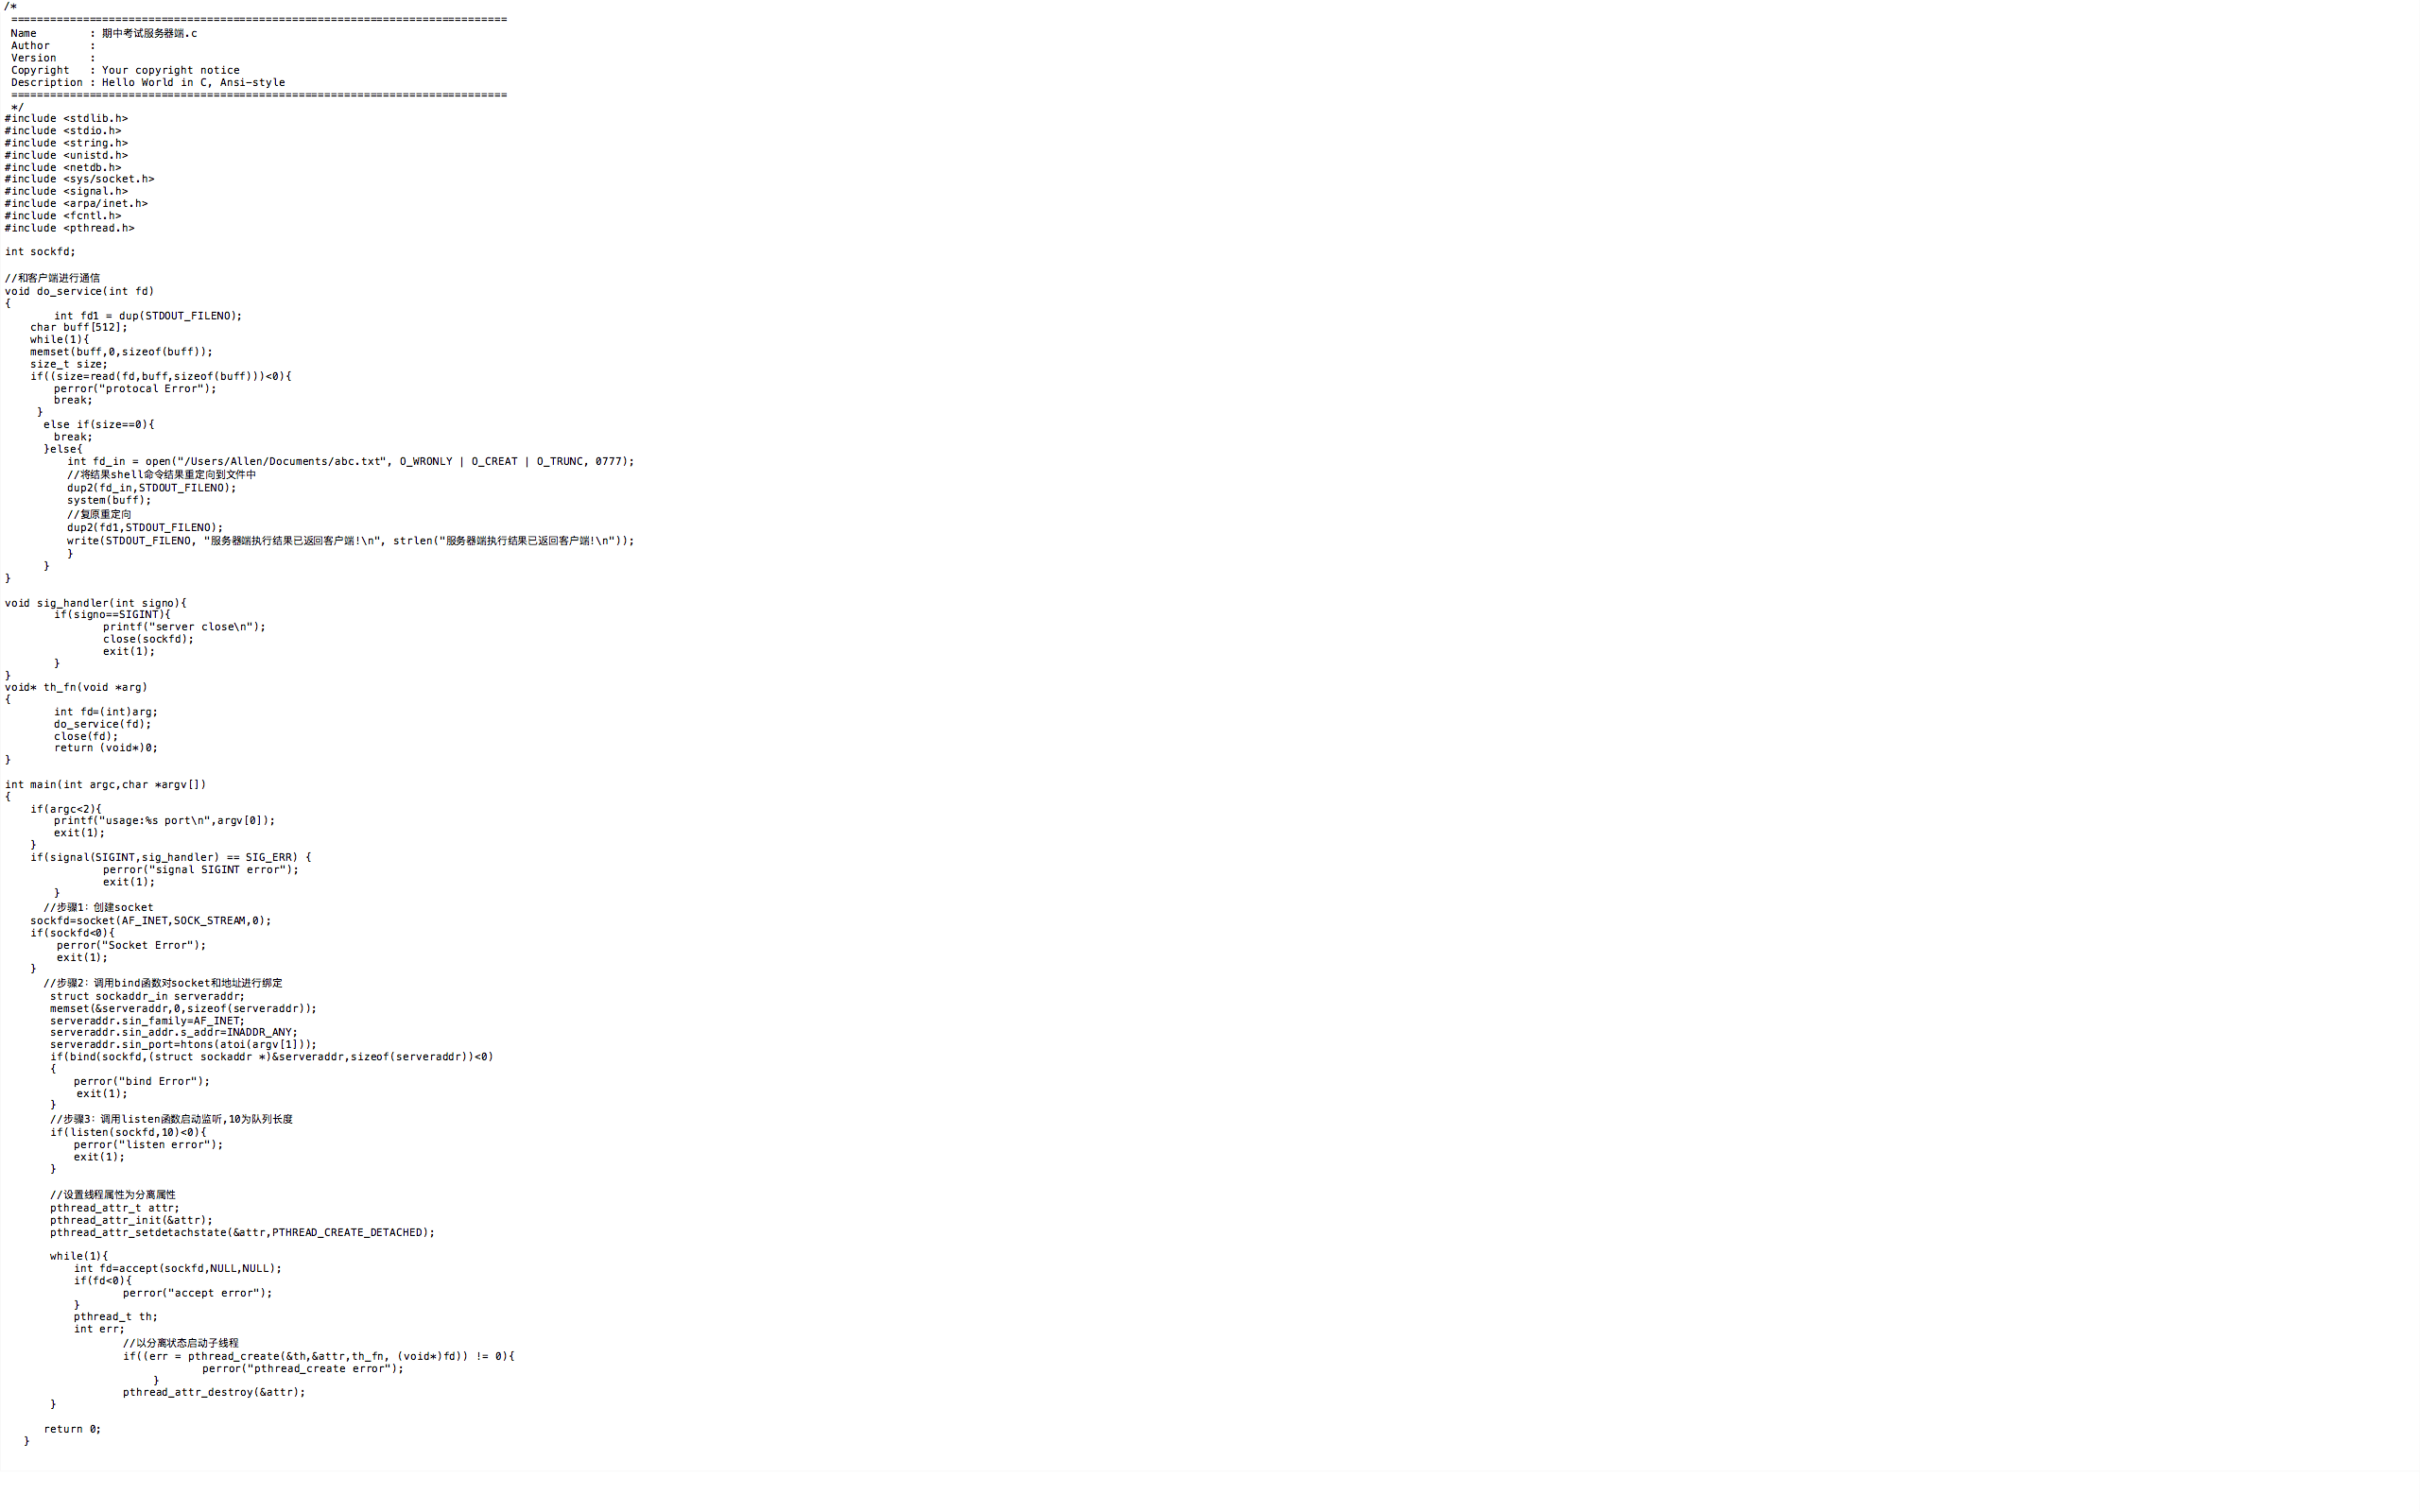 /*
 ============================================================================
 Name        : 期中考试服务器端.c
 Author      :
 Version     :
 Copyright   : Your copyright notice
 Description : Hello World in C, Ansi-style
 ============================================================================
 */
#include <stdlib.h>
#include <stdio.h>
#include <string.h>
#include <unistd.h>
#include <netdb.h>
#include <sys/socket.h>
#include <signal.h>
#include <arpa/inet.h>
#include <fcntl.h>
#include <pthread.h>

int sockfd;

//和客户端进行通信
void do_service(int fd)
{
	int fd1 = dup(STDOUT_FILENO);
    char buff[512];
    while(1){
    memset(buff,0,sizeof(buff));
    size_t size;
    if((size=read(fd,buff,sizeof(buff)))<0){
        perror("protocal Error");
        break;
     }
      else if(size==0){
        break;
      }else{
          int fd_in = open("/Users/Allen/Documents/abc.txt", O_WRONLY | O_CREAT | O_TRUNC, 0777);
          //将结果shell命令结果重定向到文件中
          dup2(fd_in,STDOUT_FILENO);
          system(buff);
          //复原重定向
          dup2(fd1,STDOUT_FILENO);
          write(STDOUT_FILENO, "服务器端执行结果已返回客户端!\n", strlen("服务器端执行结果已返回客户端!\n"));
          }
      }
}

void sig_handler(int signo){
	if(signo==SIGINT){
		printf("server close\n");
		close(sockfd);
		exit(1);
	}
}
void* th_fn(void *arg)
{
	int fd=(int)arg;
	do_service(fd);
	close(fd);
	return (void*)0;
}

int main(int argc,char *argv[])
{
    if(argc<2){
        printf("usage:%s port\n",argv[0]);
        exit(1);
    }
    if(signal(SIGINT,sig_handler) == SIG_ERR) {
		perror("signal SIGINT error");
		exit(1);
	}
      //步骤1：创建socket
    sockfd=socket(AF_INET,SOCK_STREAM,0);
    if(sockfd<0){
        perror("Socket Error");
        exit(1);
    }
      //步骤2：调用bind函数对socket和地址进行绑定
       struct sockaddr_in serveraddr;
       memset(&serveraddr,0,sizeof(serveraddr));
       serveraddr.sin_family=AF_INET;
       serveraddr.sin_addr.s_addr=INADDR_ANY;
       serveraddr.sin_port=htons(atoi(argv[1]));
       if(bind(sockfd,(struct sockaddr *)&serveraddr,sizeof(serveraddr))<0)
       {
           perror("bind Error");
           exit(1);
       }
       //步骤3：调用listen函数启动监听,10为队列长度
       if(listen(sockfd,10)<0){
           perror("listen error");
           exit(1);
       }

       //设置线程属性为分离属性
       pthread_attr_t attr;
       pthread_attr_init(&attr);
       pthread_attr_setdetachstate(&attr,PTHREAD_CREATE_DETACHED);

       while(1){
           int fd=accept(sockfd,NULL,NULL);
           if(fd<0){
        	   perror("accept error");
           }
           pthread_t th;
           int err;
		   //以分离状态启动子线程
		   if((err = pthread_create(&th,&attr,th_fn, (void*)fd)) != 0){
			   perror("pthread_create error");
		       }
		   pthread_attr_destroy(&attr);
       }

      return 0;
   }